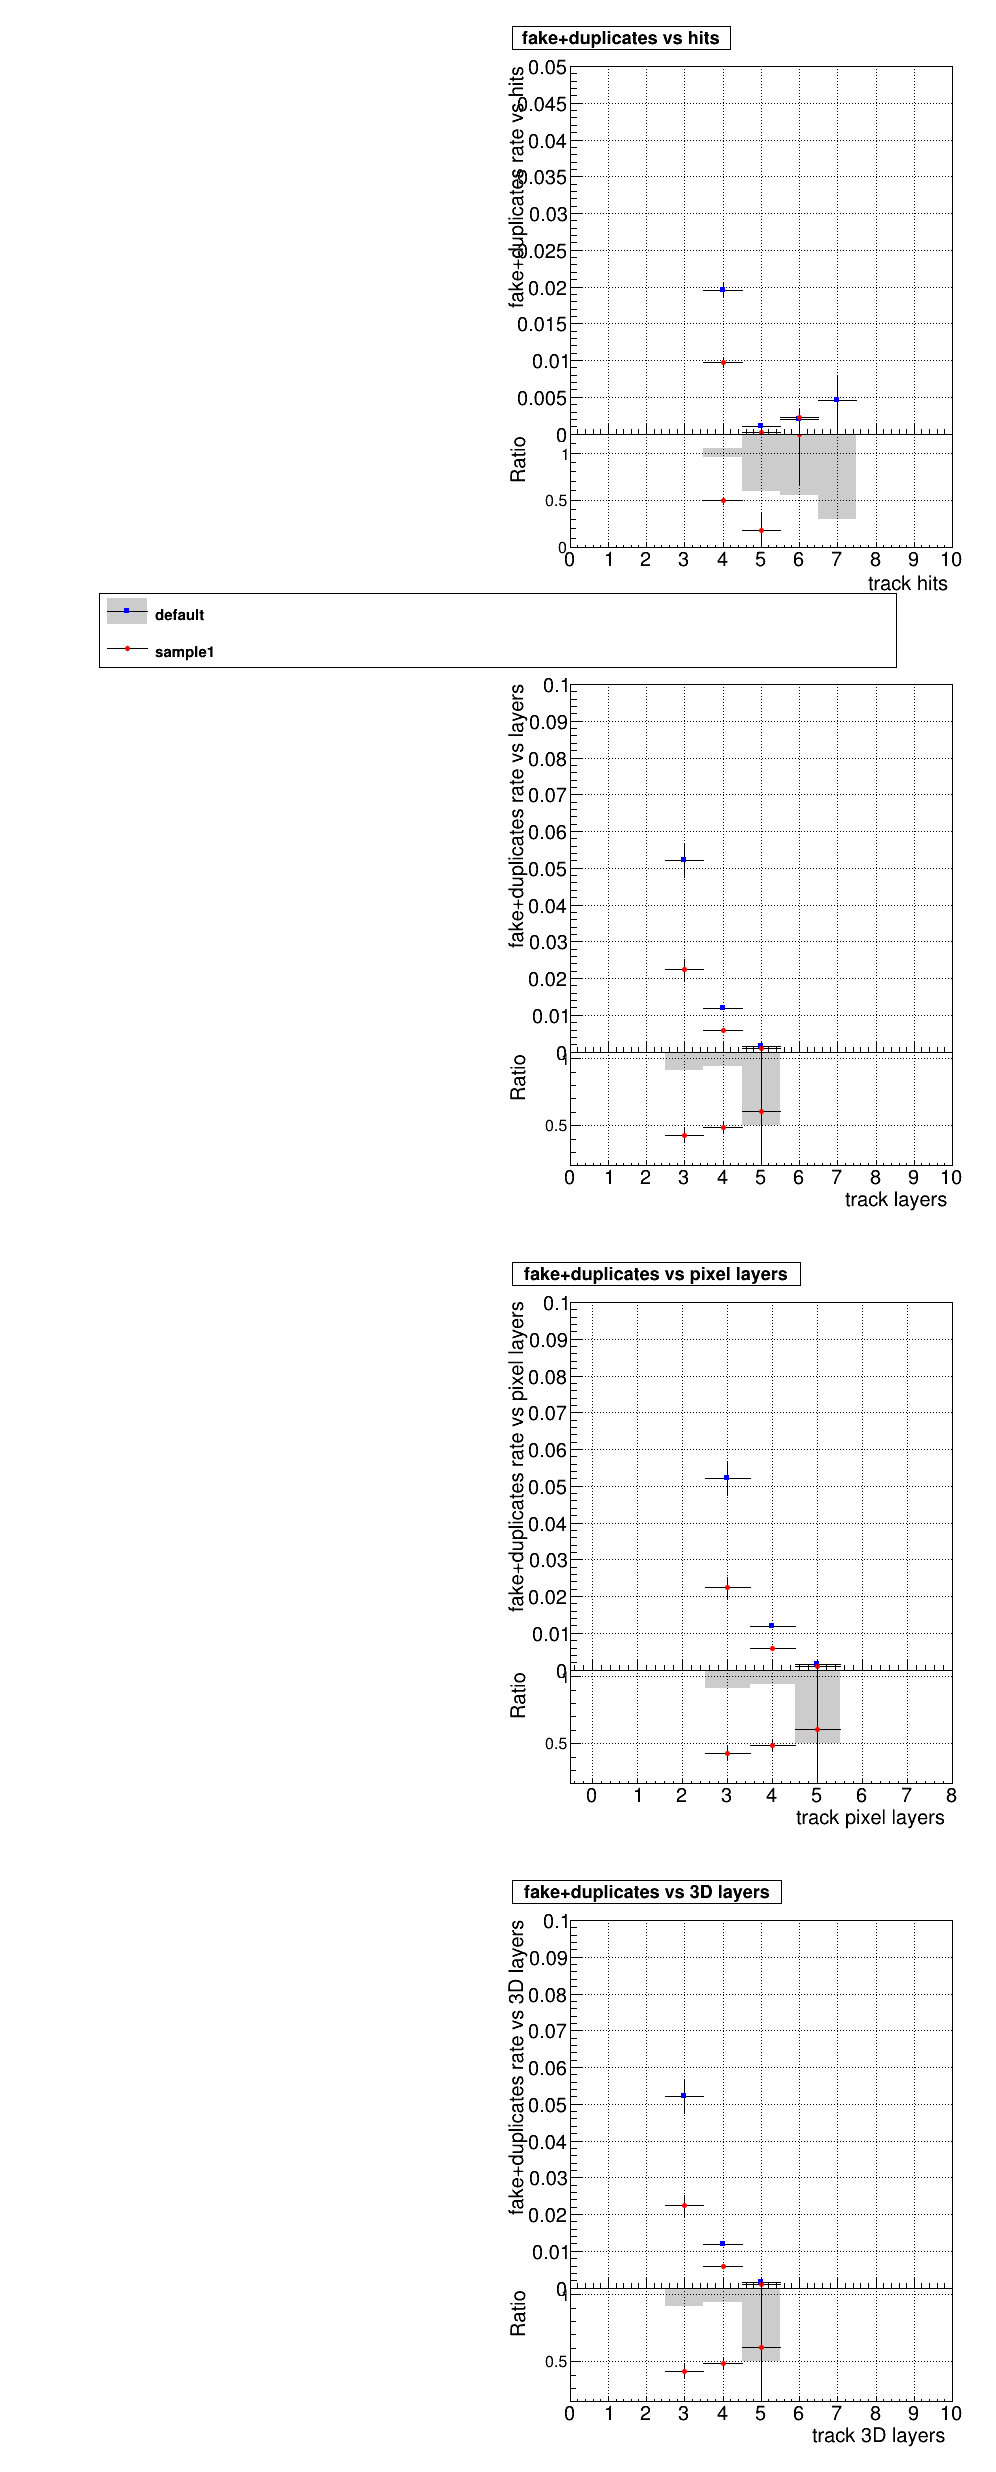 fake+duplicates vs hits
fake+duplicates rate vs hits
0.05
0.045
0.04
0.035
0.03
0.025
0.02
0.015
0.01
0.005
0
Ratio
1
0.5
0
0 1 2 3 4 5 6 7 8 9 10
track hits
default
sample1
fake+duplicates rate vs layers
0.1
0.09
0.08
0.07
0.06
0.05
0.04
0.03
0.02
0.01
0
Ratio
1
0.5
0 1 2 3 4 5 6 7 8 9 10
track layers
fake+duplicates vs pixel layers
fake+duplicates rate vs pixel layers
0.1
0.09
0.08
0.07
0.06
0.05
0.04
0.03
0.02
0.01
0
Ratio
1
0.5
0 1 2 3 4 5 6 7 8
track pixel layers
fake+duplicates vs 3D layers
fake+duplicates rate vs 3D layers
0.1
0.09
0.08
0.07
0.06
0.05
0.04
0.03
0.02
0.01
0
Ratio
1
0.5
0 1 2 3 4 5 6 7 8 9 10
track 3D layers